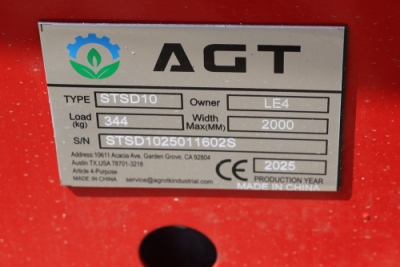 AGT
TYPE STSD10 Owner LE4
Load (kg) 344 Width Max(MM) 2000
S/N STSD1025011602S
Address:10611 Acacia Ave, Garden Grove, CA 92804
Austin TX.USA 78701-3218
Article 4-Purpose
MADE IN CHINA service@agrotkindustrial.com
CE 2025
PRODUCTION YEAR
MADE IN CHINA